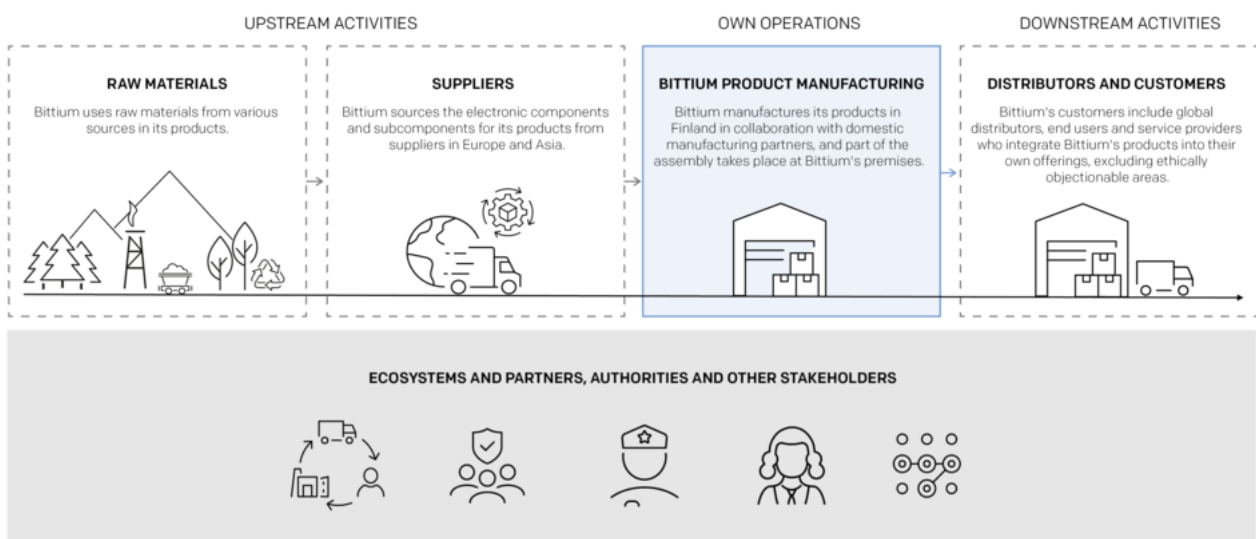 UPSTREAM ACTIVITIES
OWN OPERATIONS
DOWNSTREAM ACTIVITIES
RAW MATERIALS
Bittium uses raw materials from various
sources in its products.
SUPPLIERS
Bittium sources the electronic components
and subcomponents for its products from
suppliers in Europe and Asia.
BITTIUM PRODUCT MANUFACTURING
Bittium manufactures its products in
Finland in collaboration with domestic
manufacturing partners, and part of the
assembly takes place at Bittium's premises.
DISTRIBUTORS AND CUSTOMERS
Bittium's customers include global
distributors, end users and service providers
who integrate Bittium's products into their
own offerings, excluding ethically
objectionable areas.
ECOSYSTEMS AND PARTNERS, AUTHORITIES AND OTHER STAKEHOLDERS